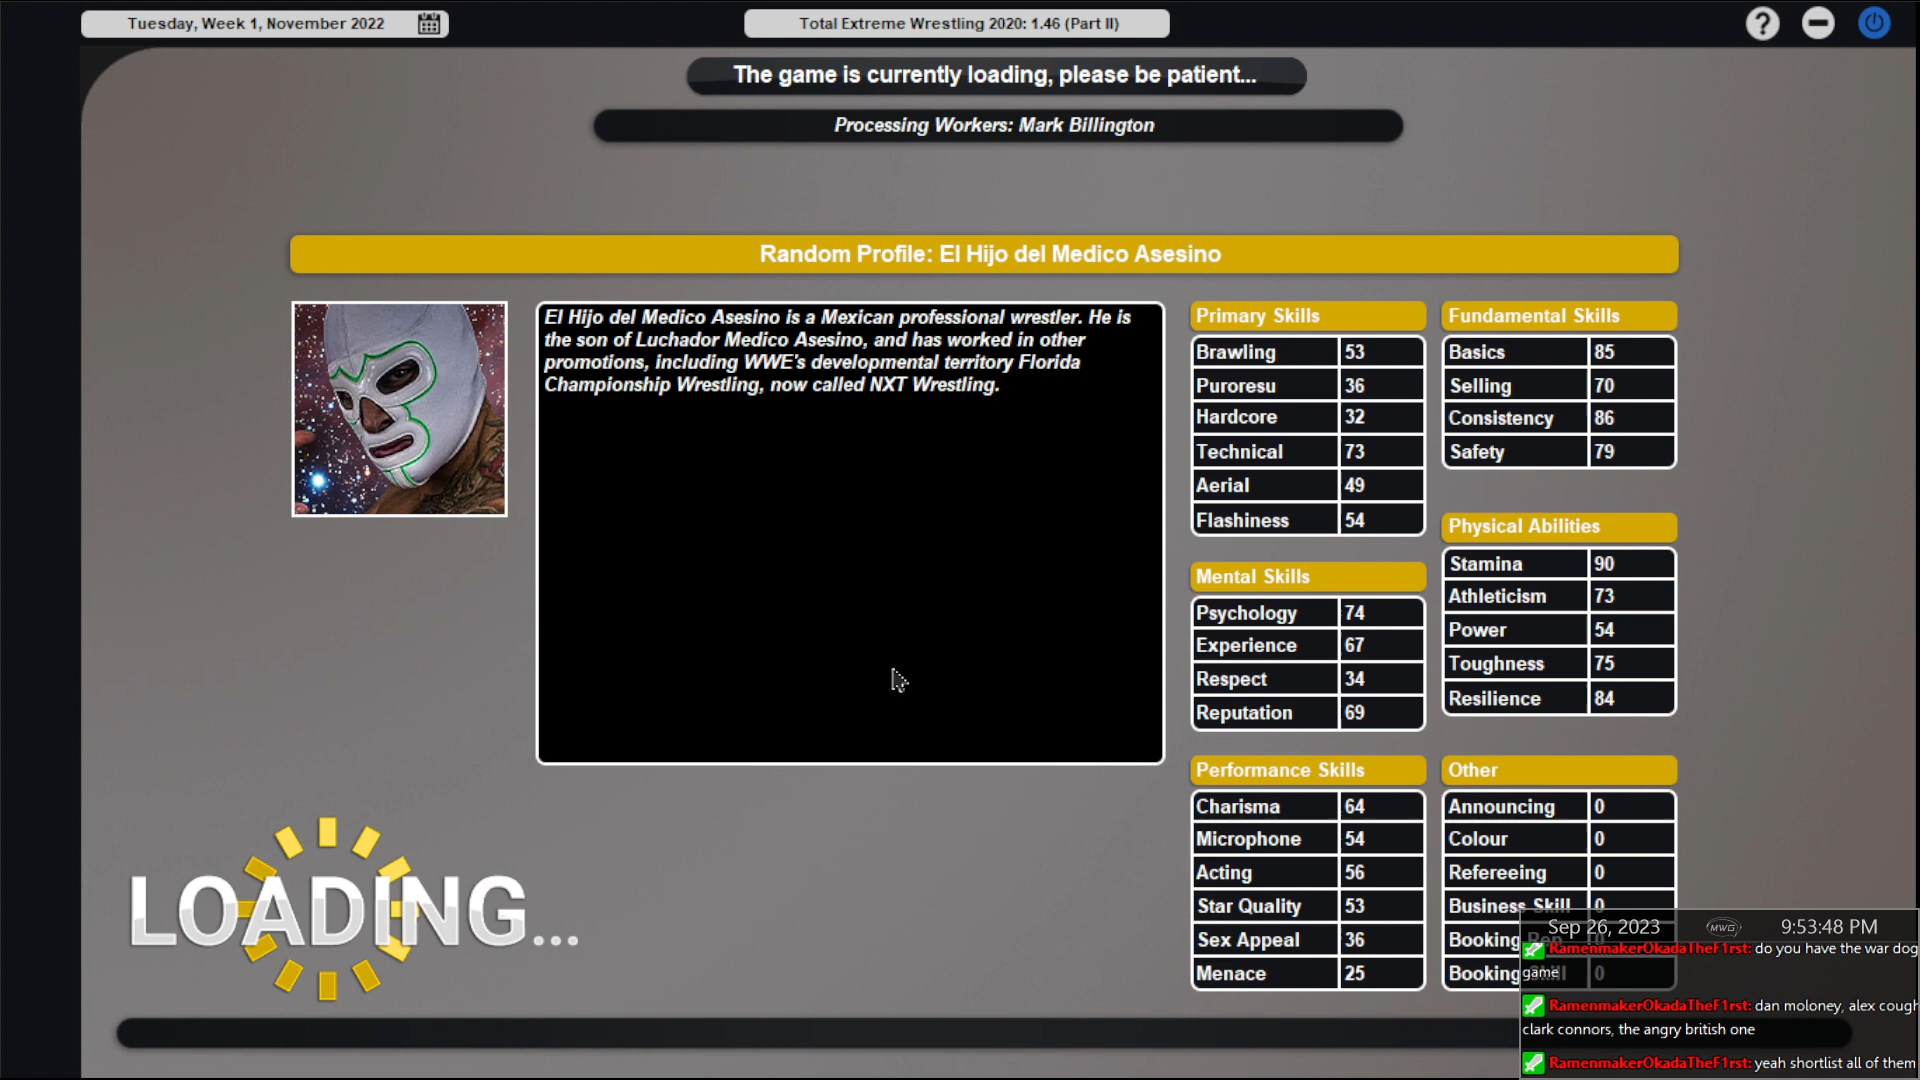 Tuesday, Week 1, November 2022
Total Extreme Wrestling 2020: 1.46 (Part II)
?
The game is currently loading, please be patient...
Processing Workers: Mark Billington
Random Profile: El Hijo del Medico Asesino
El Hijo del Medico Asesino is a Mexican professional wrestler. He is
the son of Luchador Medico Asesino, and has worked in other
promotions, including WWE's developmental territory Florida
Championship Wrestling, now called NXT Wrestling.
Primary Skills
Brawling 53
Puroresu 36
Hardcore 32
Technical 73
Aerial 49
Flashiness 54
Mental Skills
Psychology 74
Experience 67
Respect 34
Reputation 69
Performance Skills
Charisma 64
Microphone 54
Acting 56
Star Quality 53
Sex Appeal 36
Menace 25
Fundamental Skills
Basics 85
Selling 70
Consistency 86
Safety 79
Physical Abilities
Stamina 90
Athleticism 73
Power 54
Toughness 75
Resilience 84
Other
Announcing 0
Colour 0
Refereeing 0
Business Skill 0
Booking
Booking 0
LOADING...
Sep 26, 2023 MWG 9:53:48 PM
RamenmakerOkadaTheF1rst: do you have the war dog
game
RamenmakerOkadaTheF1rst: dan moloney, alex cough
clark connors, the angry british one
RamenmakerOkadaTheF1rst: yeah shortlist all of them